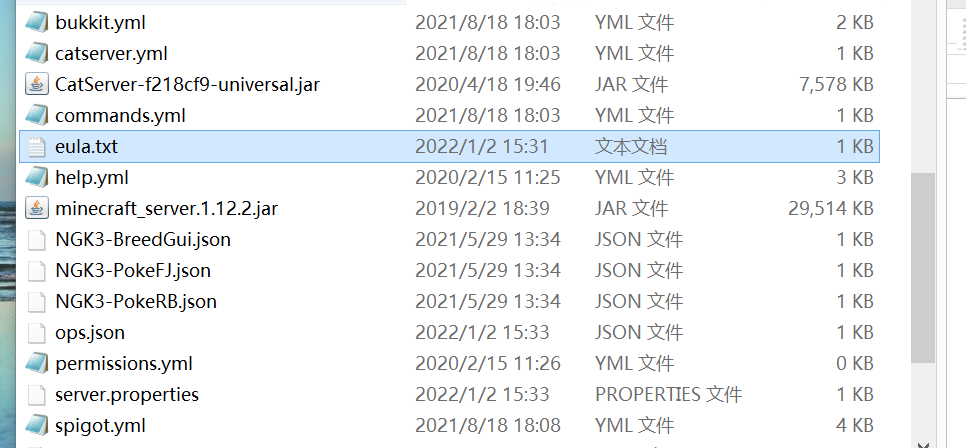 bukkit.yml 2021/8/18 18:03 YML 文件 2 KB
catserver.yml 2021/8/18 18:03 YML 文件 1 KB
CatServer-f218cf9-universal.jar 2020/4/18 19:46 JAR 文件 7,578 KB
commands.yml 2021/8/18 18:03 YML 文件 1 KB
eula.txt 2022/1/2 15:31 文本文档 1 KB
help.yml 2020/2/15 11:25 YML 文件 3 KB
minecraft_server.1.12.2.jar 2019/2/2 18:39 JAR 文件 29,514 KB
NGK3-BreedGui.json 2021/5/29 13:34 JSON 文件 1 KB
NGK3-PokeFJ.json 2021/5/29 13:34 JSON 文件 1 KB
NGK3-PokeRB.json 2021/5/29 13:34 JSON 文件 1 KB
ops.json 2022/1/2 15:33 JSON 文件 1 KB
permissions.yml 2020/2/15 11:26 YML 文件 0 KB
server.properties 2022/1/2 15:33 PROPERTIES 文件 1 KB
spigot.yml 2021/8/18 18:08 YML 文件 4 KB